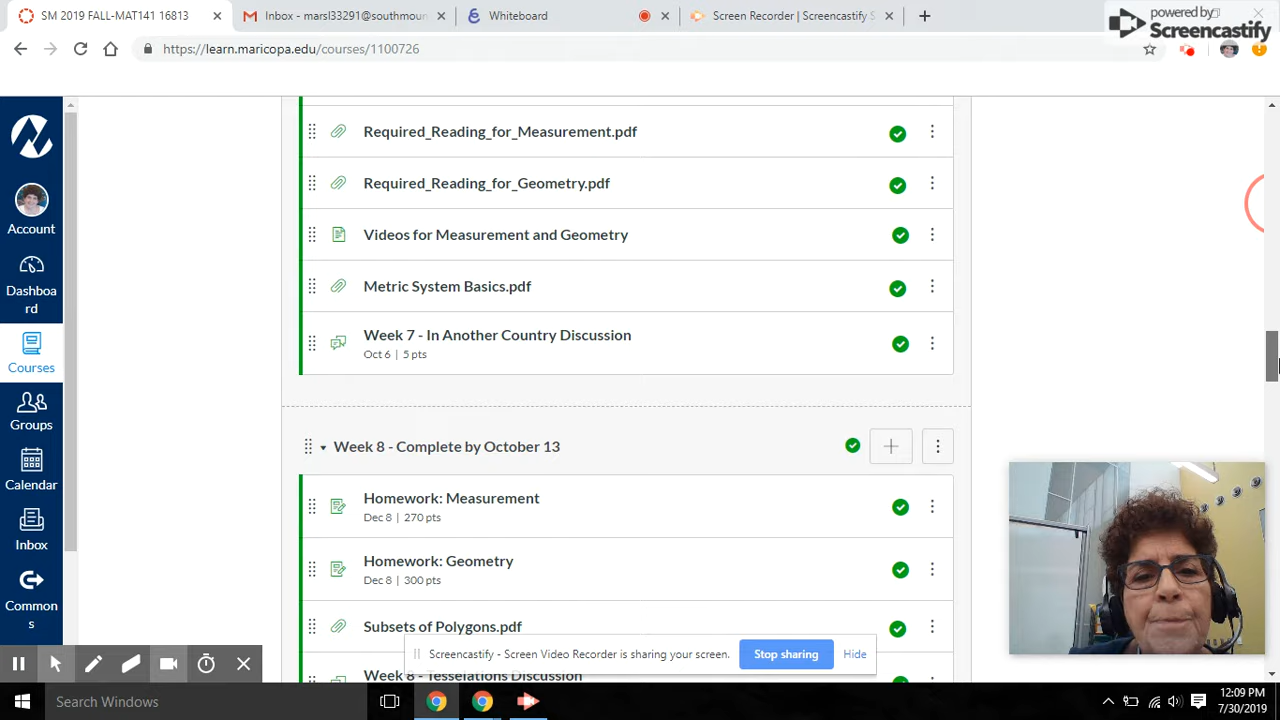 SM 2019 FALL-MAT141 16813
Inbox - marsl33291@southmoun
Whiteboard
Screen Recorder | Screencastify S
powered by
Screencastify
https://learn.maricopa.edu/courses/1100726
Required_Reading_for_Measurement.pdf
Required_Reading_for_Geometry.pdf
Account
Videos for Measurement and Geometry
Dashboa
rd
Metric System Basics.pdf
Week 7 - In Another Country Discussion
Oct 6 | 5 pts
Courses
Groups
Week 8 - Complete by October 13
Calendar
Homework: Measurement
Dec 8 | 270 pts
Inbox
Homework: Geometry
Dec 8 | 300 pts
Common
s
Subsets of Polygons.pdf
Screencastify - Screen Video Recorder is sharing your screen.
Stop sharing
Hide
Week 8 - Tesselations Discussion
Search Windows
12:09 PM
7/30/2019